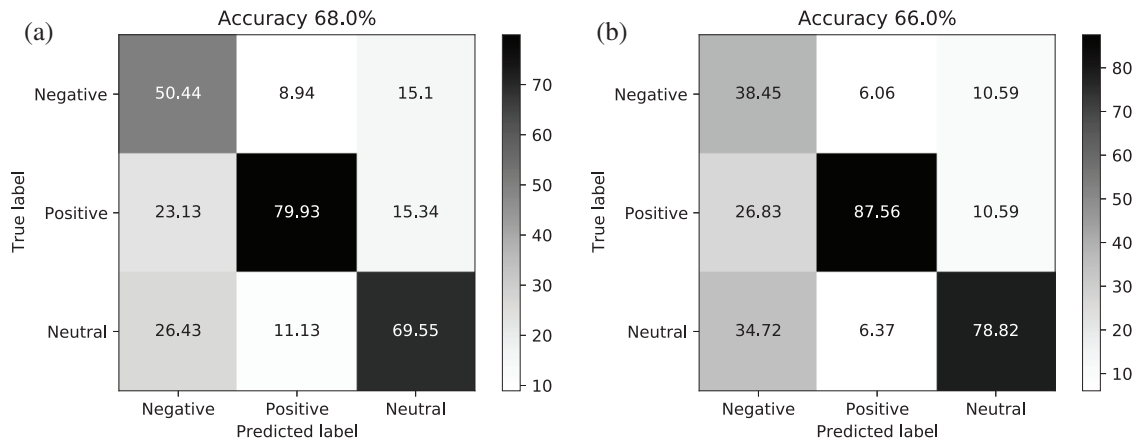 (a)
Accuracy 68.0%
True label
Negative
50.44 8.94 15.1
Positive
23.13 79.93 15.34
Neutral
26.43 11.13 69.55
Negative Positive Neutral
Predicted label
70
60
50
40
30
20
10
(b)
Accuracy 66.0%
True label
Negative
38.45 6.06 10.59
Positive
26.83 87.56 10.59
Neutral
34.72 6.37 78.82
Negative Positive Neutral
Predicted label
80
70
60
50
40
30
20
10